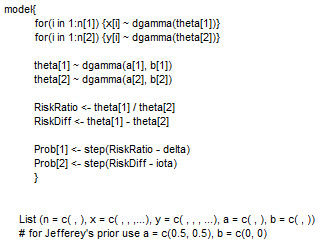 model{
for(i in 1:n[1]) {x[i] ~ dgamma(theta[1])}
for(i in 1:n[2]) {y[i] ~ dgamma(theta[2])}
theta[1] ~ dgamma(a[1], b[1])
theta[2] ~ dgamma(a[2], b[2])
RiskRatio <- theta[1] / theta[2]
RiskDiff <- theta[1] - theta[2]
Prob[1] <- step(RiskRatio - delta)
Prob[2] <- step(RiskDiff - iota)
}
List (n = c( , ), x = c( , , ,...), y = c( , , , ...), a = c( , ), b = c( , ))
# for Jefferey's prior use a = c(0.5, 0.5), b = c(0, 0)